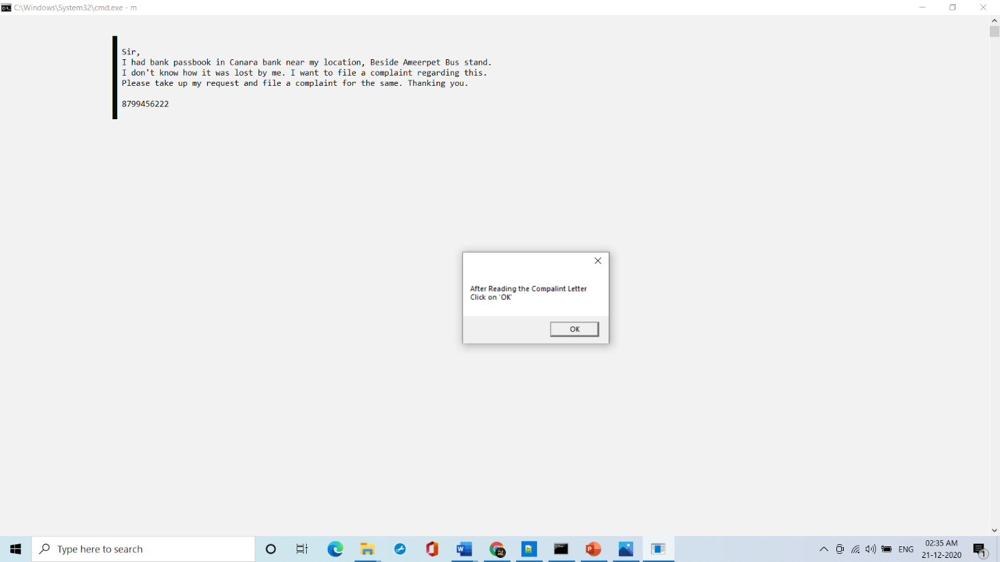 C:\Windows\System32\cmd.exe - m
Sir,
I had bank passbook in Canara bank near my location, Beside Ameerpet Bus stand.
I don't know how it was lost by me. I want to file a complaint regarding this.
Please take up my request and file a complaint for the same. Thanking you.
8799456222
After Reading the Compalint Letter
Click on 'OK'
OK
Type here to search
ENG
02:35 AM
21-12-2020
1